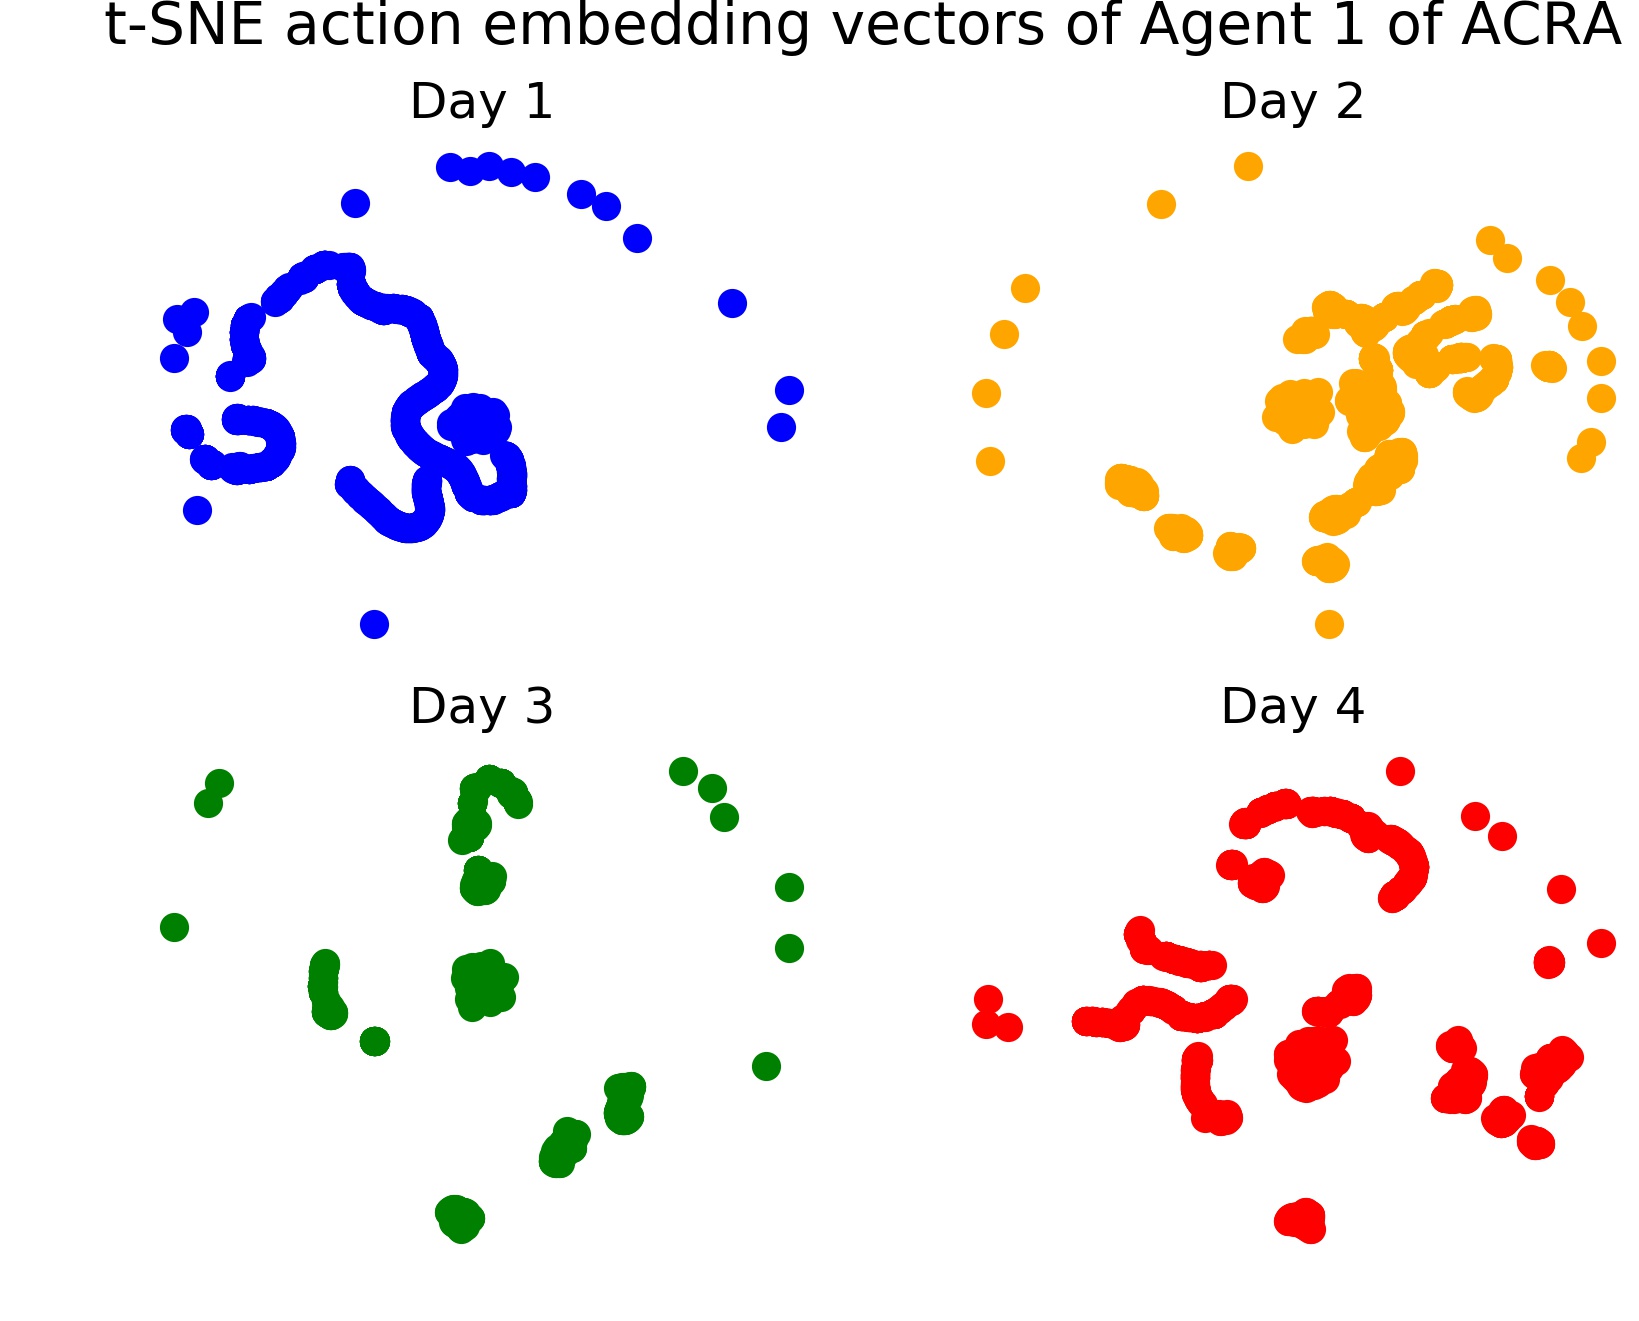 t-SNE action embedding vectors of Agent 1 of ACRA
Day 1
Day 2
Day 3
Day 4